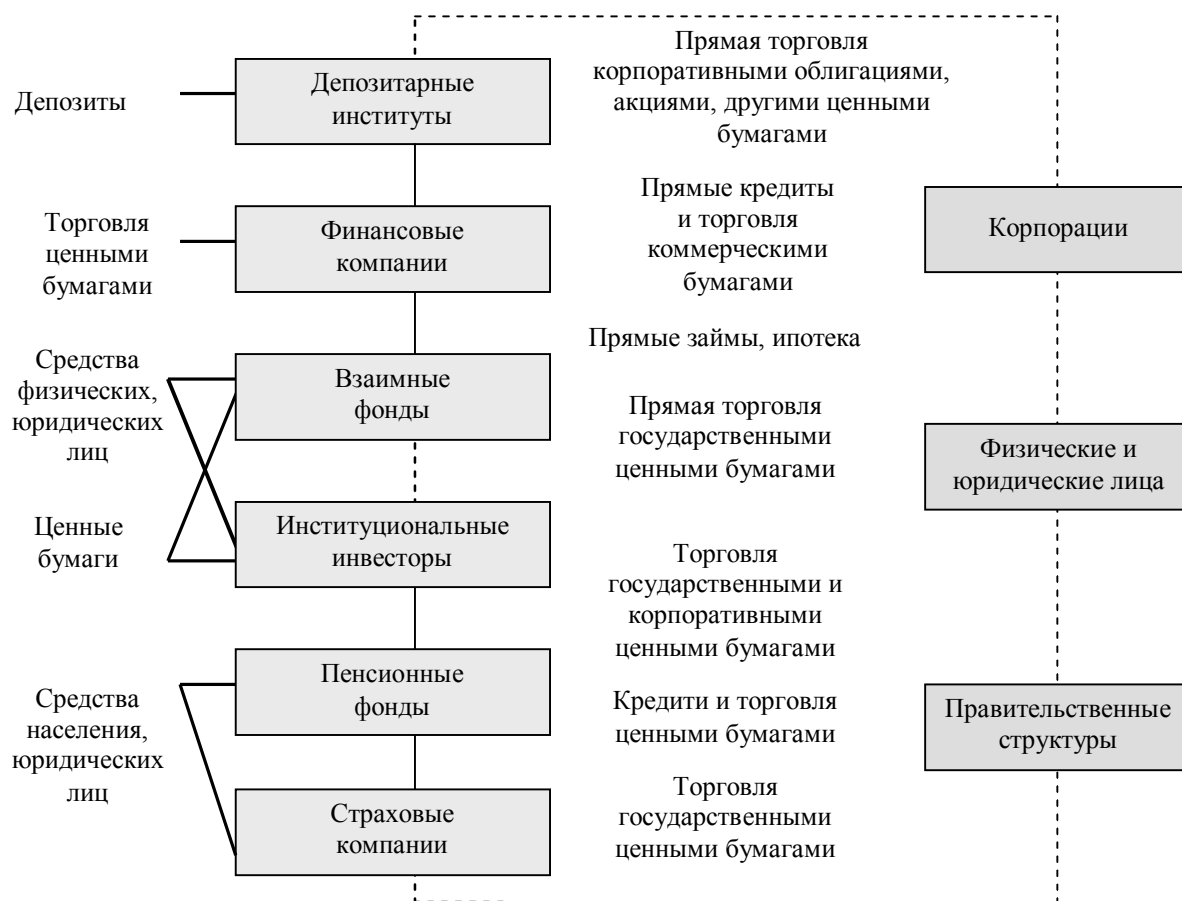 Депозиты
Торговля
ценными
бумагами
Средства
физических,
юридических
лиц
Ценные
бумаги
Средства
населения,
юридических
лиц
Депозитарные
институты
Финансовые
компании
Взаимные
фонды
Институциональные
инвесторы
Пенсионные
фонды
Страховые
компании
Прямая торговля
корпоративными облигациями,
акциями, другими ценными
бумагами
Прямые кредиты
и торговля
коммерческими
бумагами
Прямые займы, ипотека
Прямая торговля
государственными
ценными бумагами
Торговля
государственными и
корпоративными
ценными бумагами
Кредити и торговля
ценными бумагами
Торговля
государственными
ценными бумагами
Корпорации
Физические и
юридические лица
Правительственные
структуры